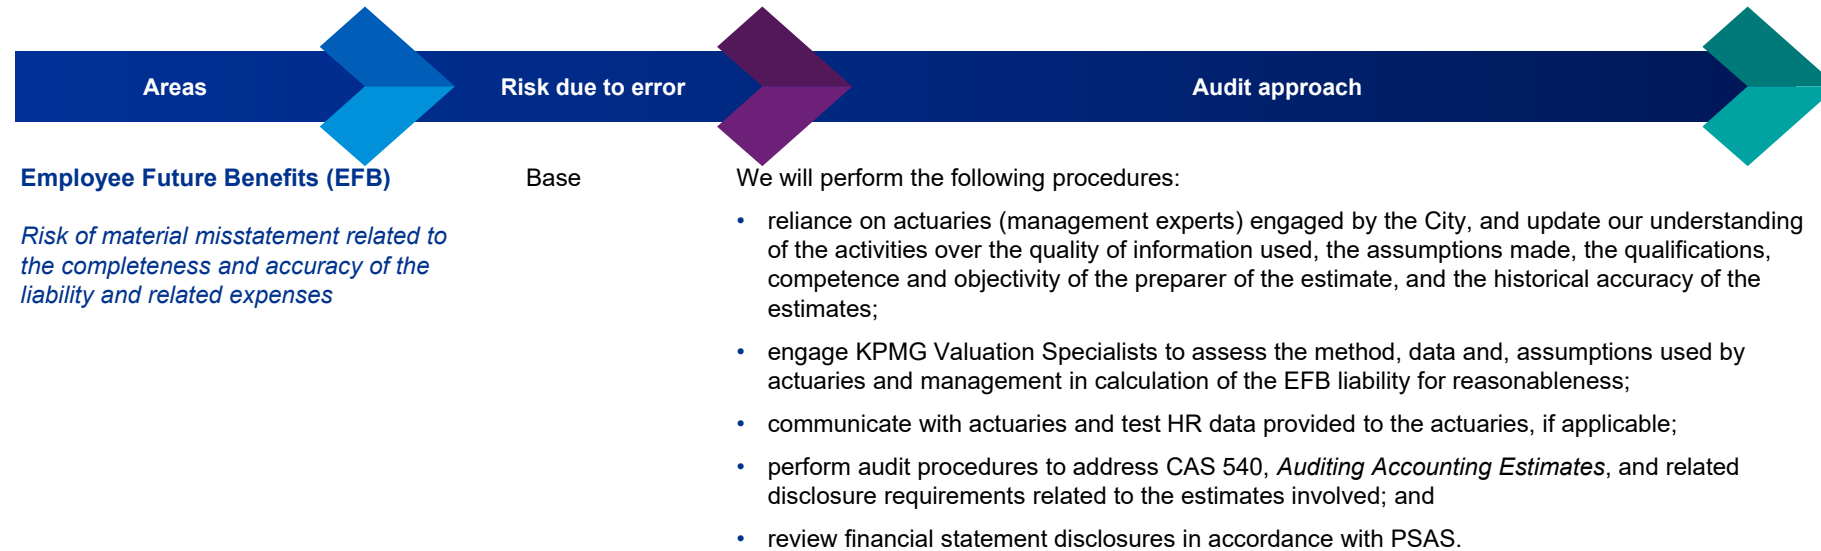 Areas
Risk due to error
Audit approach
Employee Future Benefits (EFB)
Risk of material misstatement related to
the completeness and accuracy of the
liability and related expenses
Base
We will perform the following procedures:
• reliance on actuaries (management experts) engaged by the City, and update our understanding
of the activities over the quality of information used, the assumptions made, the qualifications,
competence and objectivity of the preparer of the estimate, and the historical accuracy of the
estimates;
• engage KPMG Valuation Specialists to assess the method, data and, assumptions used by
actuaries and management in calculation of the EFB liability for reasonableness;
• communicate with actuaries and test HR data provided to the actuaries, if applicable;
• perform audit procedures to address CAS 540, Auditing Accounting Estimates, and related
disclosure requirements related to the estimates involved; and
• review financial statement disclosures in accordance with PSAS.